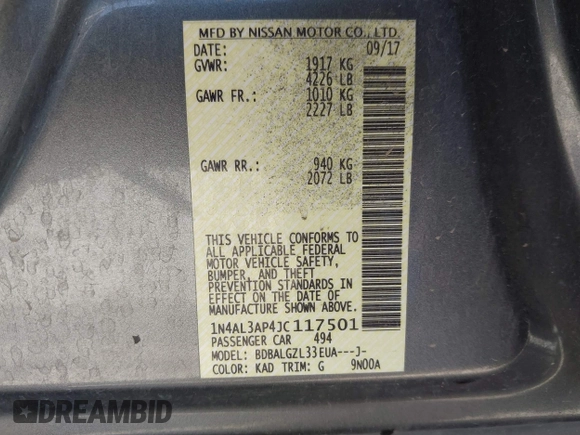 MFD BY NISSAN MOTOR CO., LTD.
DATE: 09/17
GVWR: 1917 KG
4226 LB
GAWR FR.: 1010 KG
2227 LB
GAWR RR.: 940 KG
2072 LB
THIS VEHICLE CONFORMS TO
ALL APPLICABLE FEDERAL
MOTOR VEHICLE SAFETY,
BUMPER, AND THEFT
PREVENTION STANDARDS IN
EFFECT ON THE DATE OF
MANUFACTURE SHOWN ABOVE.
1N4AL3AP4JC117501
PASSENGER CAR 494
MODEL: BDBALGZL33EUA---J-
COLOR: KAD TRIM: G 9N00A
DREAMBID